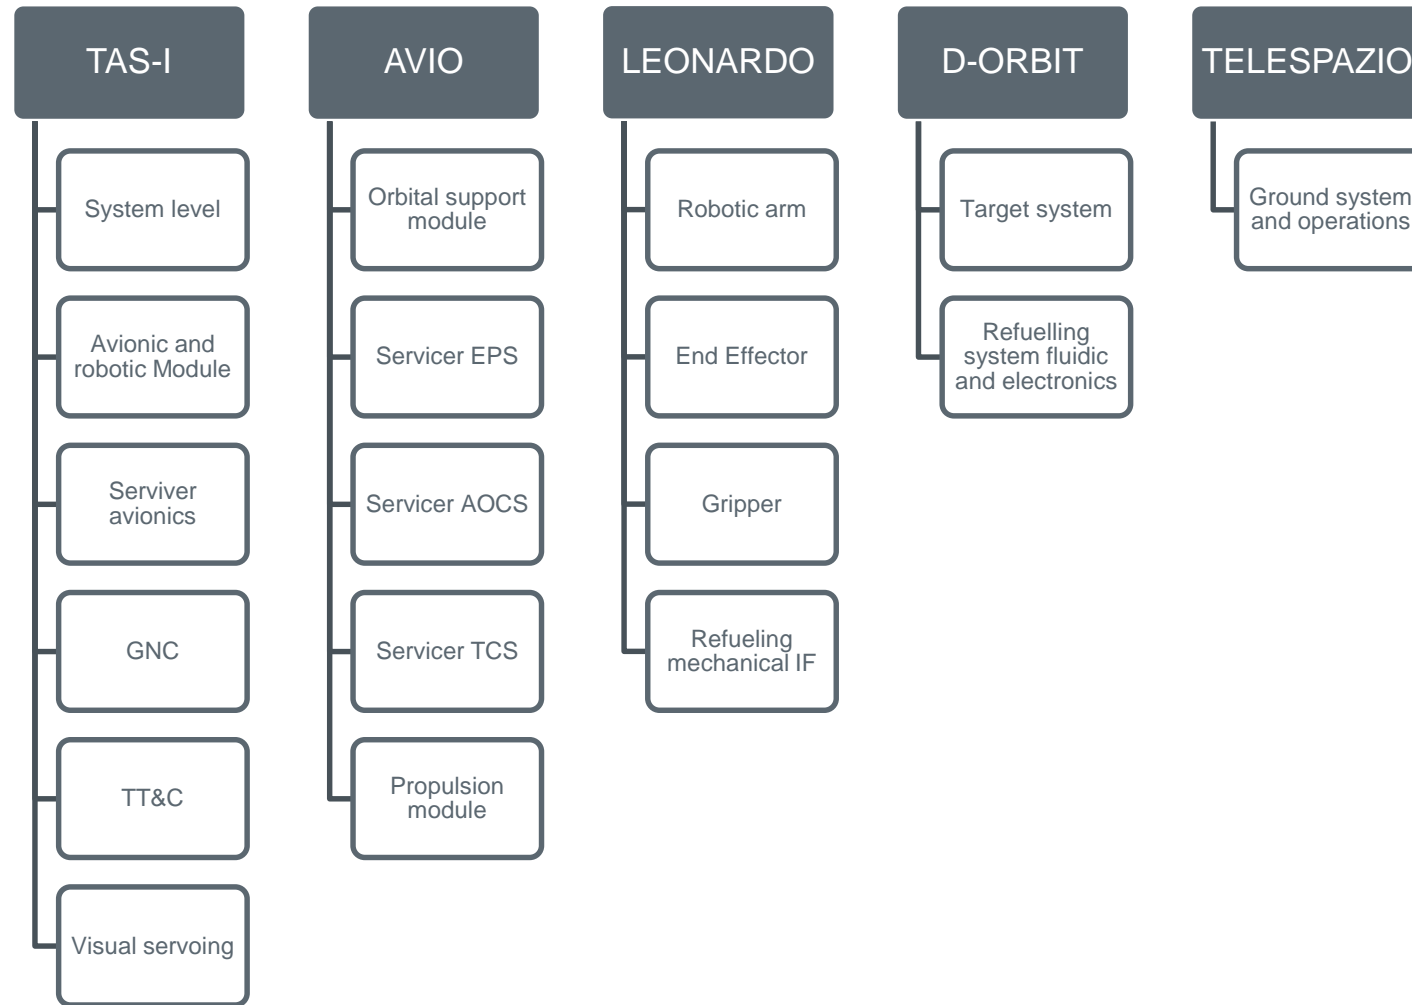 TAS-I
System level
Avionic and
robotic Module
Serviver
avionics
GNC
TT&C
Visual servoing
AVIO
Orbital support
module
Servicer EPS
Servicer AOCS
Servicer TCS
Propulsion
module
LEONARDO
Robotic arm
End Effector
Gripper
Refueling
mechanical IF
D-ORBIT
Target system
Refuelling
system fluidic
and electronics
TELESPAZIO
Ground system
and operations